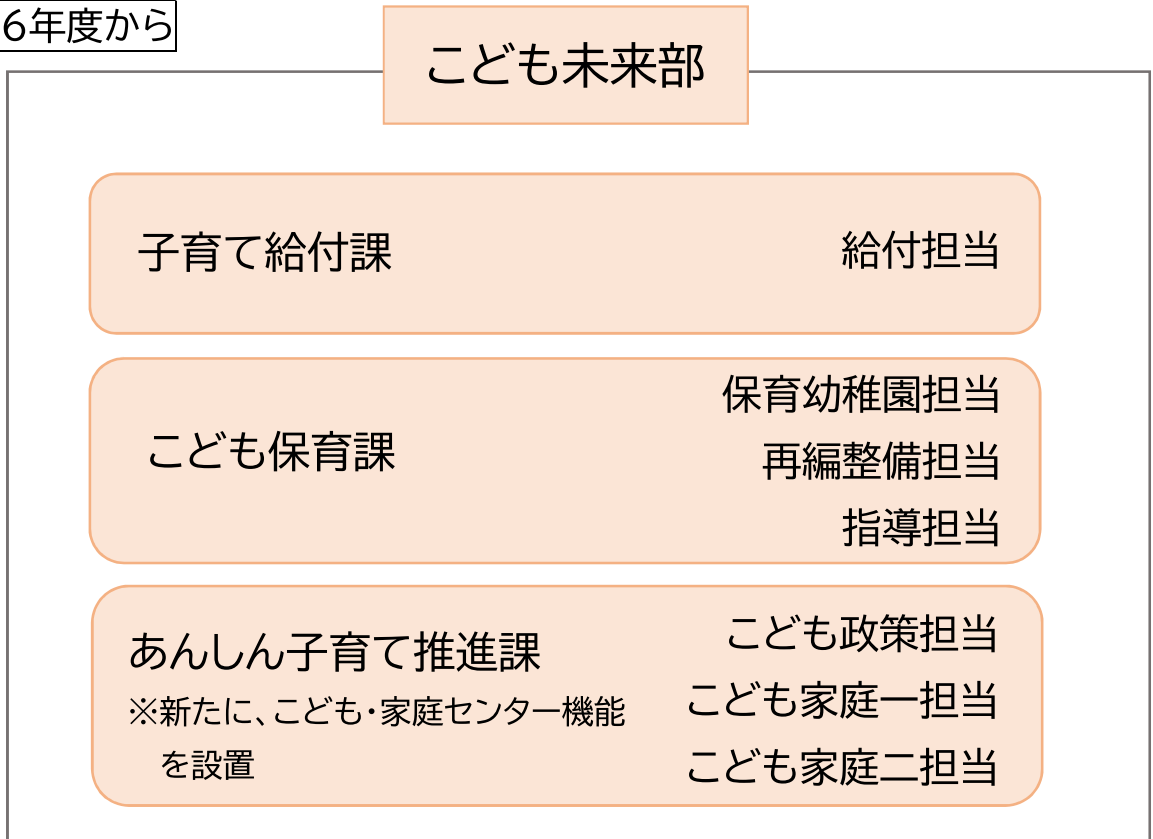 6年度から
こども未来部
子育て給付課
給付担当
こども保育課
保育幼稚園担当
再編整備担当
指導担当
あんしん子育て推進課
※新たに、こども・家庭センター機能
を設置
こども政策担当
こども家庭一担当
こども家庭二担当